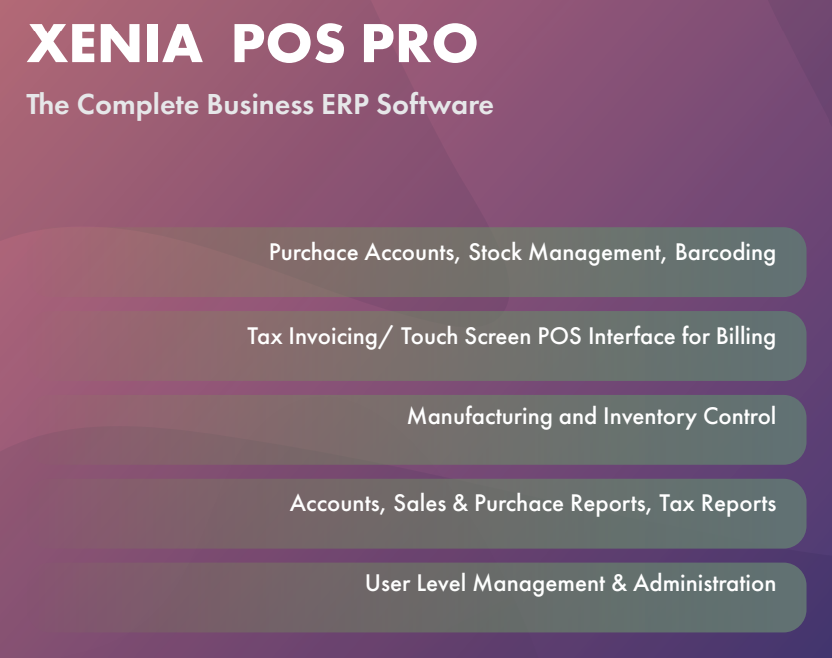 XENIA POS PRO
The Complete Business ERP Software
Purchace Accounts, Stock Management, Barcoding
Tax Invoicing/ Touch Screen POS Interface for Billing
Manufacturing and Inventory Control
Accounts, Sales & Purchace Reports, Tax Reports
User Level Management & Administration